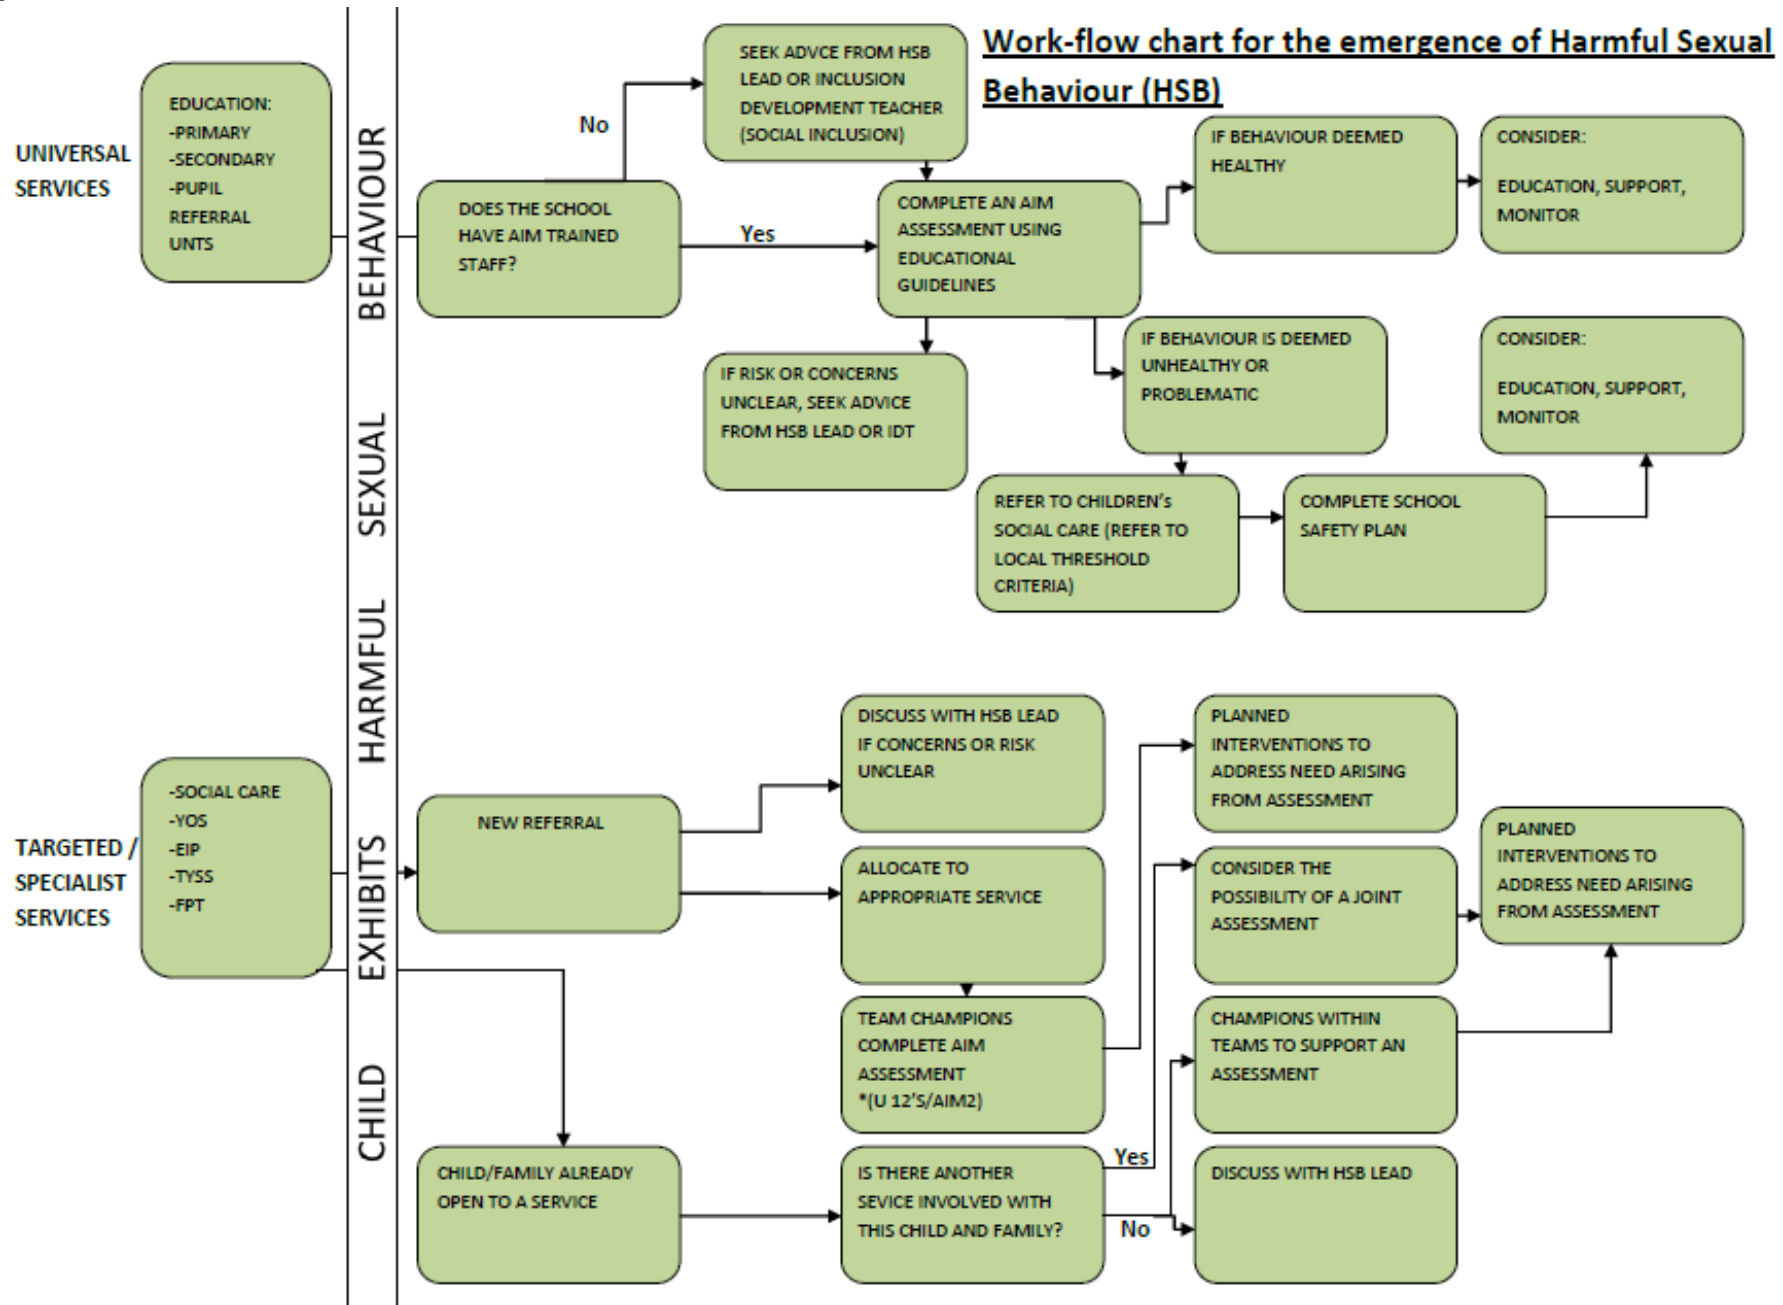 Work-flow chart for the emergence of Harmful Sexual
Behaviour (HSB)
UNIVERSAL
SERVICES
EDUCATION:
-PRIMARY
-SECONDARY
-PUPIL
REFERRAL
UNTS
CHILD EXHIBITS HARMFUL SEXUAL BEHAVIOUR
DOES THE SCHOOL
HAVE AIM TRAINED
STAFF?
No
Yes
SEEK ADVCE FROM HSB
LEAD OR INCLUSION
DEVELOPMENT TEACHER
(SOCIAL INCLUSION)
COMPLETE AN AIM
ASSESSMENT USING
EDUCATIONAL
GUIDELINES
IF BEHAVIOUR DEEMED
HEALTHY
CONSIDER:
EDUCATION, SUPPORT,
MONITOR
IF RISK OR CONCERNS
UNCLEAR, SEEK ADVICE
FROM HSB LEAD OR IDT
IF BEHAVIOUR IS DEEMED
UNHEALTHY OR
PROBLEMATIC
CONSIDER:
EDUCATION, SUPPORT,
MONITOR
REFER TO CHILDREN's
SOCIAL CARE (REFER TO
LOCAL THRESHOLD
CRITERIA)
COMPLETE SCHOOL
SAFETY PLAN
TARGETED /
SPECIALIST
SERVICES
-SOCIAL CARE
-YOS
-EIP
-TYSS
-FPT
NEW REFERRAL
DISCUSS WITH HSB LEAD
IF CONCERNS OR RISK
UNCLEAR
PLANNED
INTERVENTIONS TO
ADDRESS NEED ARISING
FROM ASSESSMENT
ALLOCATE TO
APPROPRIATE SERVICE
CONSIDER THE
POSSIBILITY OF A JOINT
ASSESSMENT
PLANNED
INTERVENTIONS TO
ADDRESS NEED ARISING
FROM ASSESSMENT
TEAM CHAMPIONS
COMPLETE AIM
ASSESSMENT
*(U 12'S/AIM2)
CHAMPIONS WITHIN
TEAMS TO SUPPORT AN
ASSESSMENT
CHILD/FAMILY ALREADY
OPEN TO A SERVICE
IS THERE ANOTHER
SEVICE INVOLVED WITH
THIS CHILD AND FAMILY?
Yes
No
DISCUSS WITH HSB LEAD